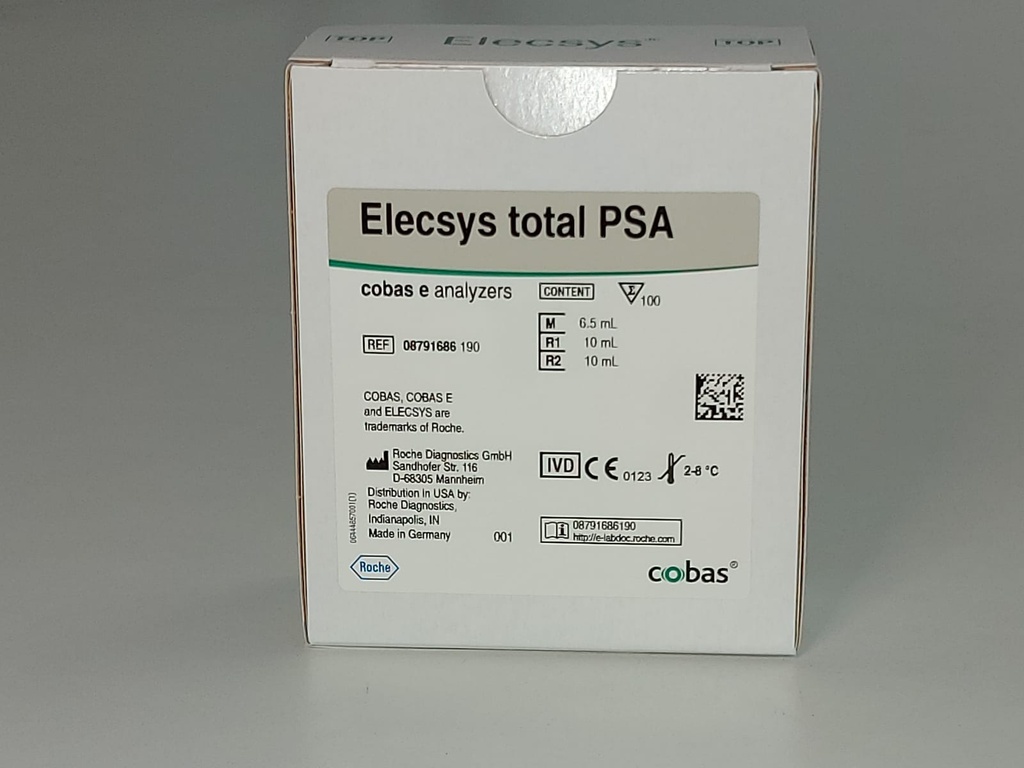 TOP Elecsys® TOP
Elecsys total PSA
cobas e analyzers
CONTENT Σ 100
M 6.5 mL
R1 10 mL
R2 10 mL
REF 08791686 190
COBAS, COBAS E
and ELECSYS are
trademarks of Roche.
Roche Diagnostics GmbH
Sandhofer Str. 116
D-68305 Mannheim
Distribution in USA by:
Roche Diagnostics,
Indianapolis, IN
Made in Germany
001
IVD CE 0123 2-8 °C
i 08791686190
http://e-labdoc.roche.com
Roche
cobas®